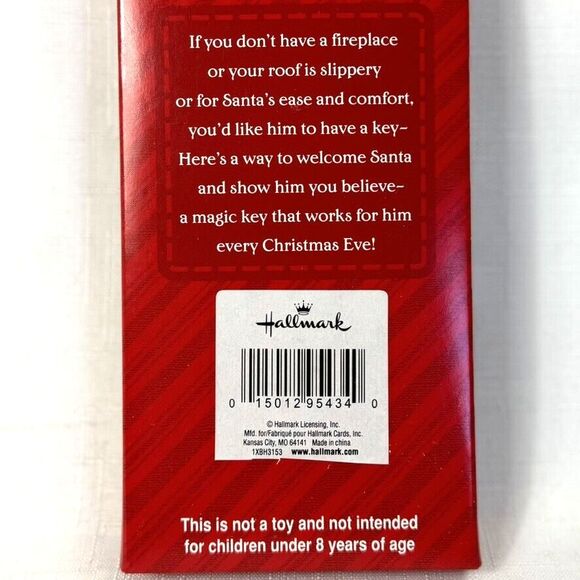 If you don't have a fireplace
or your roof is slippery
or for Santa's ease and comfort,
you'd like him to have a key–
Here's a way to welcome Santa
and show him you believe–
a magic key that works for him
every Christmas Eve!
Hallmark
0 15012 95434 0
© Hallmark Licensing, Inc.
Mfd. for/Fabriqué pour Hallmark Cards, Inc.
Kansas City, MO 64141 Made in china
1XBH3153 www.hallmark.com
This is not a toy and not intended
for children under 8 years of age